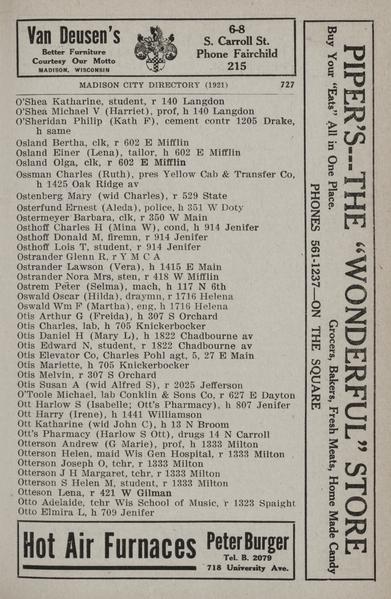 Van Deusen's
Better Furniture
Courtesy Our Motto
MADISON, WISCONSIN
6-8
S. Carroll St.
Phone Fairchild
215
MADISON CITY DIRECTORY (1921) 727
O'Shea Katharine, student, r 140 Langdon
O'Shea Michael V (Harriet), prof, h 140 Langdon
O'Sheridan Philip (Kath F), cement contr 1205 Drake,
h same
Osland Bertha, clk, r 602 E Mifflin
Osland Einer (Lena), tailor, h 602 E Mifflin
Osland Olga, clk, r 602 E Mifflin
Ossman Charles (Ruth), pres Yellow Cab & Transfer Co,
h 1425 Oak Ridge av
Ostenberg Mary (wid Charles), r 529 State
Osterfund Ernest (Aleda), police, h 351 W Doty
Ostermeyer Barbara, clk, r 350 W Main
Osthoff Charles H (Mina W), cond, h 914 Jenifer
Osthoff Donald M, firemn, r 914 Jenifer
Osthoff Lois T, student, r 914 Jenifer
Ostrander Glenn R, r Y M C A
Ostrander Lawson (Vera), h 1415 E Main
Ostrander Nora Mrs, sten, r 418 W Mifflin
Ostrem Peter (Selma), mach, h 117 N 6th
Oswald Oscar (Hilda), draymn, r 1716 Helena
Oswald Wm F (Martha), eng, h 1716 Helena
Otis Arthur G (Freida), h 307 S Orchard
Otis Charles, lab, h 705 Knickerbocker
Otis Daniel H (Mary L), h 1822 Chadbourne av
Otis Edward N, student, r 1822 Chadbourne av
Otis Elevator Co, Charles Pohl agt, 5, 27 E Main
Otis Mariette, h 705 Knickerbocker
Otis Melvin, r 307 S Orchard
Otis Susan A (wid Alfred S), r 2025 Jefferson
O'Toole Michael, lab Conklin & Sons Co, r 627 E Dayton
Ott Harlow S (Isabelle; Ott's Pharmacy), h 807 Jenifer
Ott Harry (Irene), h 1441 Williamson
Ott Katharine (wid John C), h 13 N Broom
Ott's Pharmacy (Harlow S Ott), drugs 14 N Carroll
Otterson Andrew (G Marie), prof, h 1333 Milton
Otterson Helen, maid Wis Gen Hospital, r 1333 Milton
Otterson Joseph O, tchr, r 1333 Milton
Otterson J H Margaret, tchr, r 1333 Milton
Otterson S Helen M, student, r 1333 Milton
Otteson Lena, r 421 W Gilman
Otto Adelaide, tchr Wis School of Music, r 1323 Spaight
Otto Elmira L, h 709 Jenifer
Hot Air Furnaces
Peter Burger
Tel. B. 2079
718 University Ave.
PIPER'S---THE "WONDERFUL" STORE
Buy Your "Eats" All in One Place. Grocers, Bakers, Fresh Meats, Home Made Candy
PHONES 561-1237—ON THE SQUARE